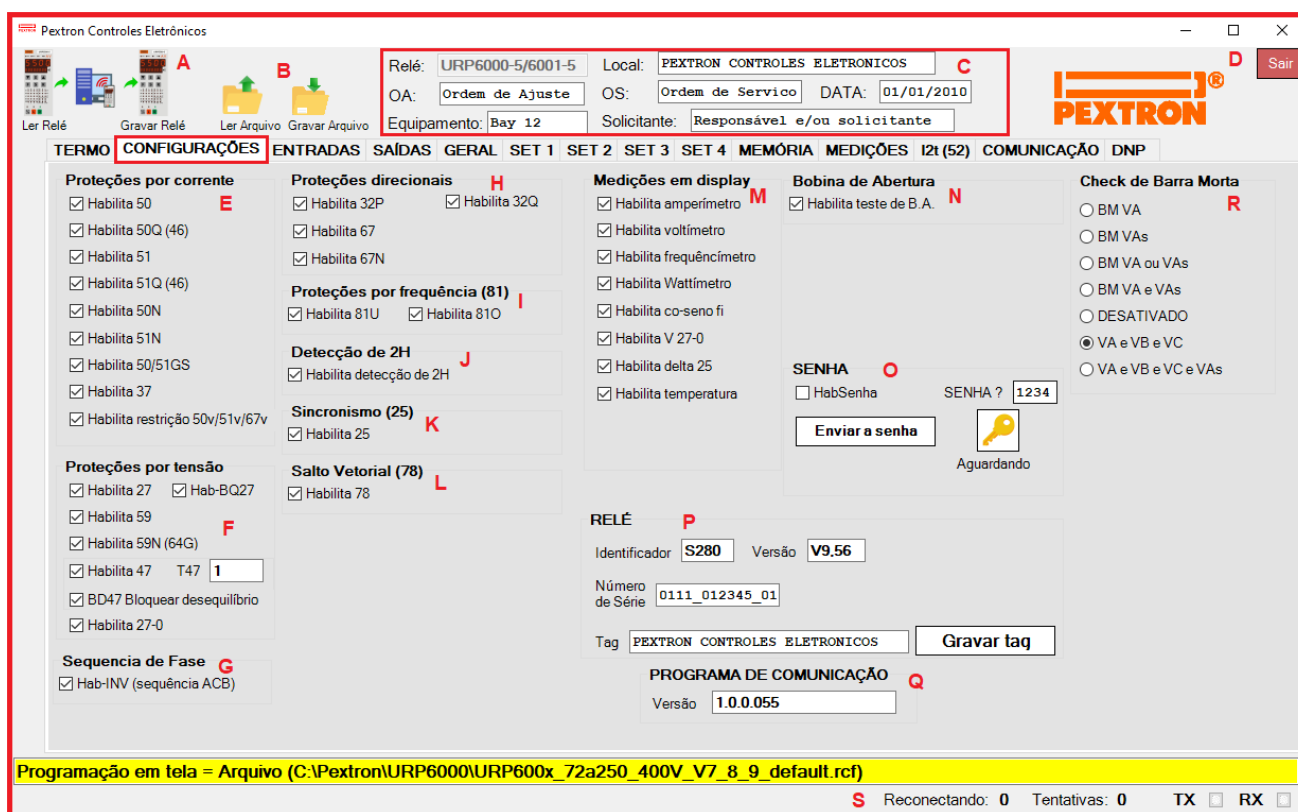 Pextron Controles Eletrônicos
A
B
C
D
Sair
Ler Relé
Gravar Relé
Ler Arquivo
Gravar Arquivo
Relé: URP6000-5/6001-5 Local: PEXTRON CONTROLES ELETRONICOS
OA: Ordem de Ajuste OS: Ordem de Servico DATA: 01/01/2010
Equipamento: Bay 12 Solicitante: Responsável e/ou solicitante
PEXTRON®
TERMO CONFIGURAÇÕES ENTRADAS SAÍDAS GERAL SET 1 SET 2 SET 3 SET 4 MEMÓRIA MEDIÇÕES I2t (52) COMUNICAÇÃO DNP
Proteções por corrente
E
Habilita 50
Habilita 50Q (46)
Habilita 51
Habilita 51Q (46)
Habilita 50N
Habilita 51N
Habilita 50/51GS
Habilita 37
Habilita restrição 50v/51v/67v
Proteções por tensão
F
Habilita 27 Hab-BQ27
Habilita 59
Habilita 59N (64G)
Habilita 47 T47 1
BD47 Bloquear desequilíbrio
Habilita 27-0
Sequencia de Fase
G
Hab-INV (sequência ACB)
Proteções direcionais
H
Habilita 32P Habilita 32Q
Habilita 67
Habilita 67N
Proteções por frequência (81)
I
Habilita 81U Habilita 81O
Detecção de 2H
J
Habilita detecção de 2H
Sincronismo (25)
K
Habilita 25
Salto Vetorial (78)
L
Habilita 78
Medições em display
M
Habilita amperímetro
Habilita voltímetro
Habilita frequêncímetro
Habilita Wattímetro
Habilita co-seno fi
Habilita V 27-0
Habilita delta 25
Habilita temperatura
Bobina de Abertura
N
Habilita teste de B.A.
SENHA
O
HabSenha SENHA ? 1234
Enviar a senha
Aguardando
RELÉ
P
Identificador S280 Versão V9.56
Número
de Série 0111_012345_01
Tag PEXTRON CONTROLES ELETRONICOS Gravar tag
PROGRAMA DE COMUNICAÇÃO
Q
Versão 1.0.0.055
Check de Barra Morta
R
BM VA
BM VAs
BM VA ou VAs
BM VA e VAs
DESATIVADO
VA e VB e VC
VA e VB e VC e VAs
Programação em tela = Arquivo (C:\Pextron\URP6000\URP600x_72a250_400V_V7_8_9_default.rcf)
S Reconectando: 0 Tentativas: 0 TX RX